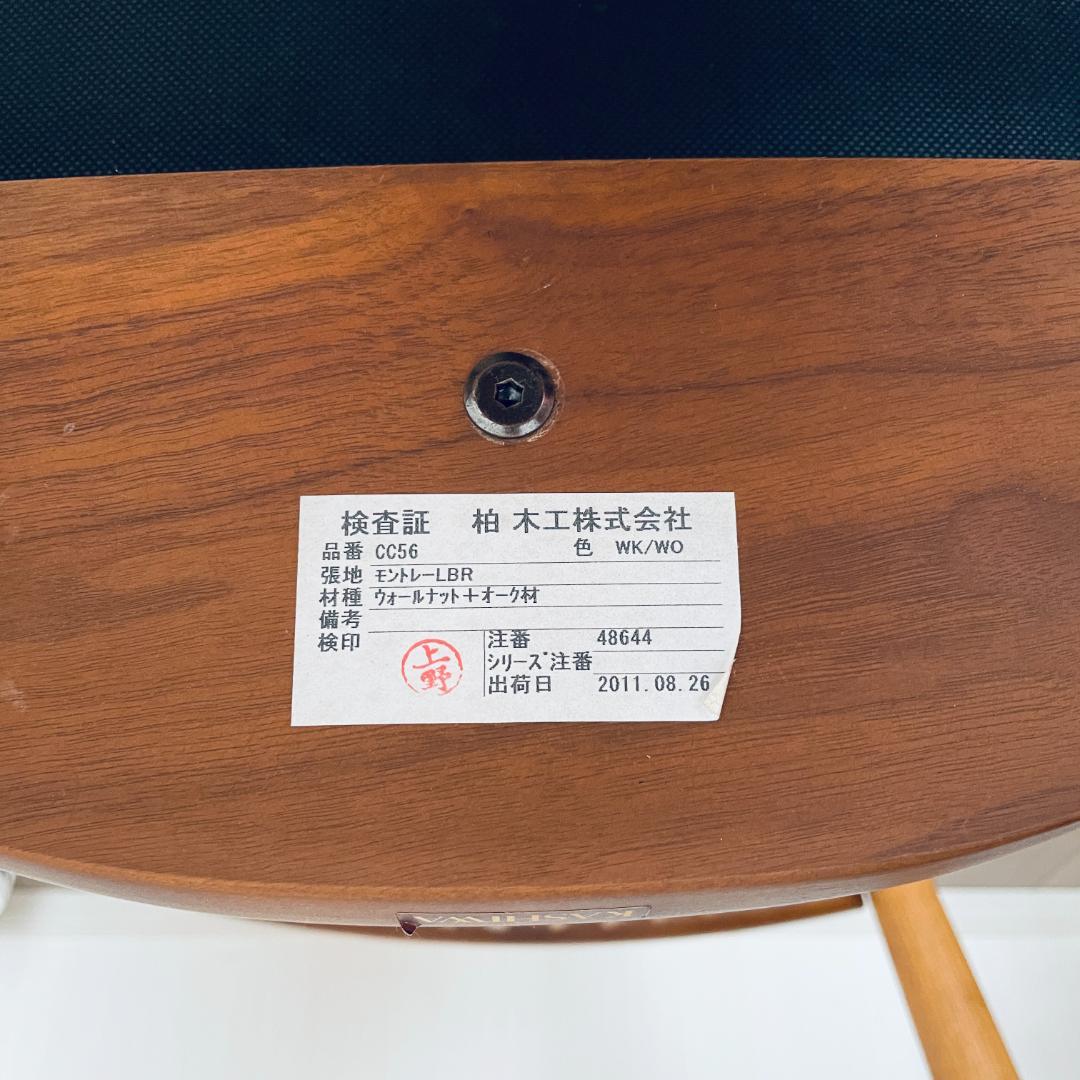 検査証 柏木工株式会社
品番 CC56 色 WK/WO
張地 モントレーLBR
材種 ウォールナット+オーク材
備考
検印 上野
注番 48644
シリーズ注番
出荷日 2011.08.26
KASHIWA